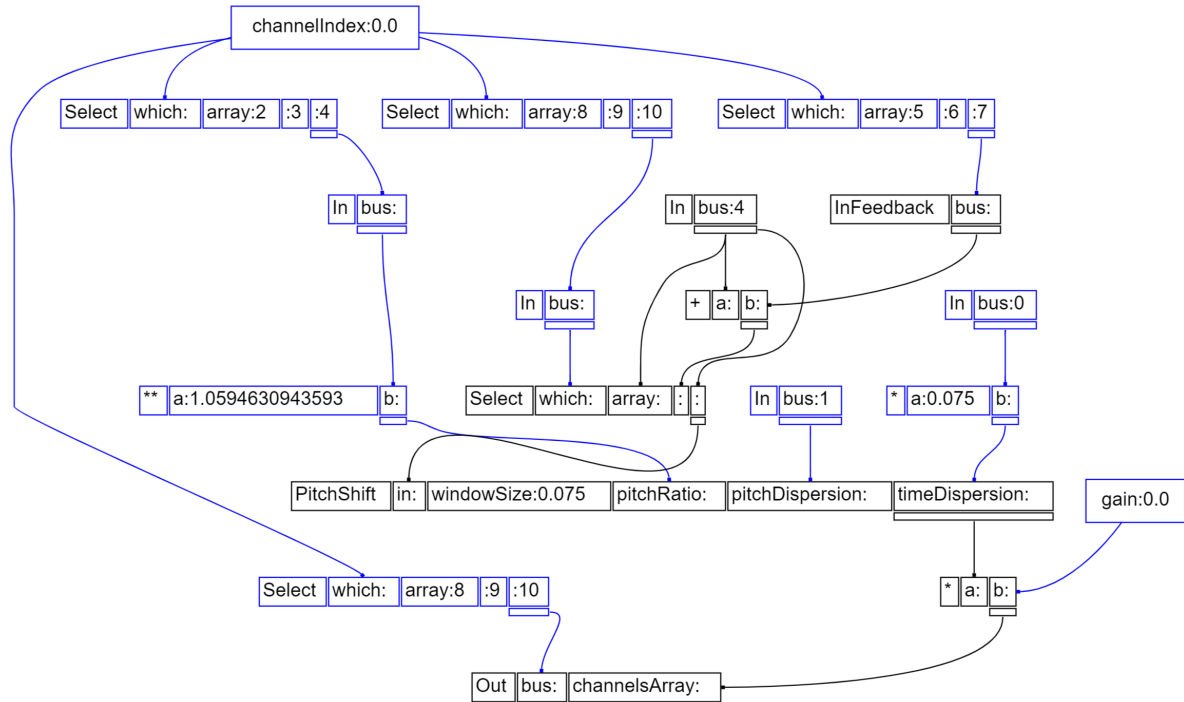 channelIndex:0.0
Select which: array:2 :3 :4 Select which: array:8 :9 :10 Select which: array:5 :6 :7
In bus: In bus:4 InFeedback bus:
In bus: + a: b: In bus:0
** a:1.0594630943593 b: Select which: array: : : In bus:1 * a:0.075 b:
PitchShift in: windowSize:0.075 pitchRatio: pitchDispersion: timeDispersion: gain:0.0
Select which: array:8 :9 :10 * a: b:
Out bus: channelsArray: